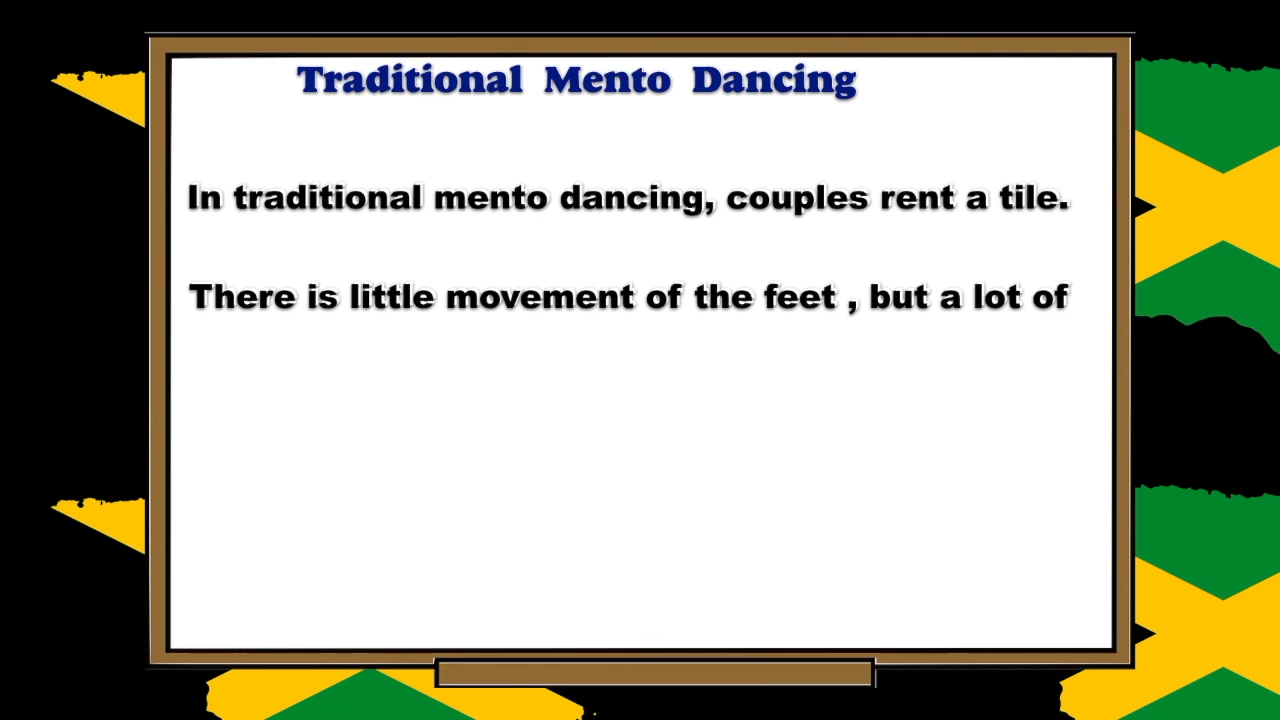 Traditional Mento Dancing
In traditional mento dancing, couples rent a tile.
There is little movement of the feet , but a lot of